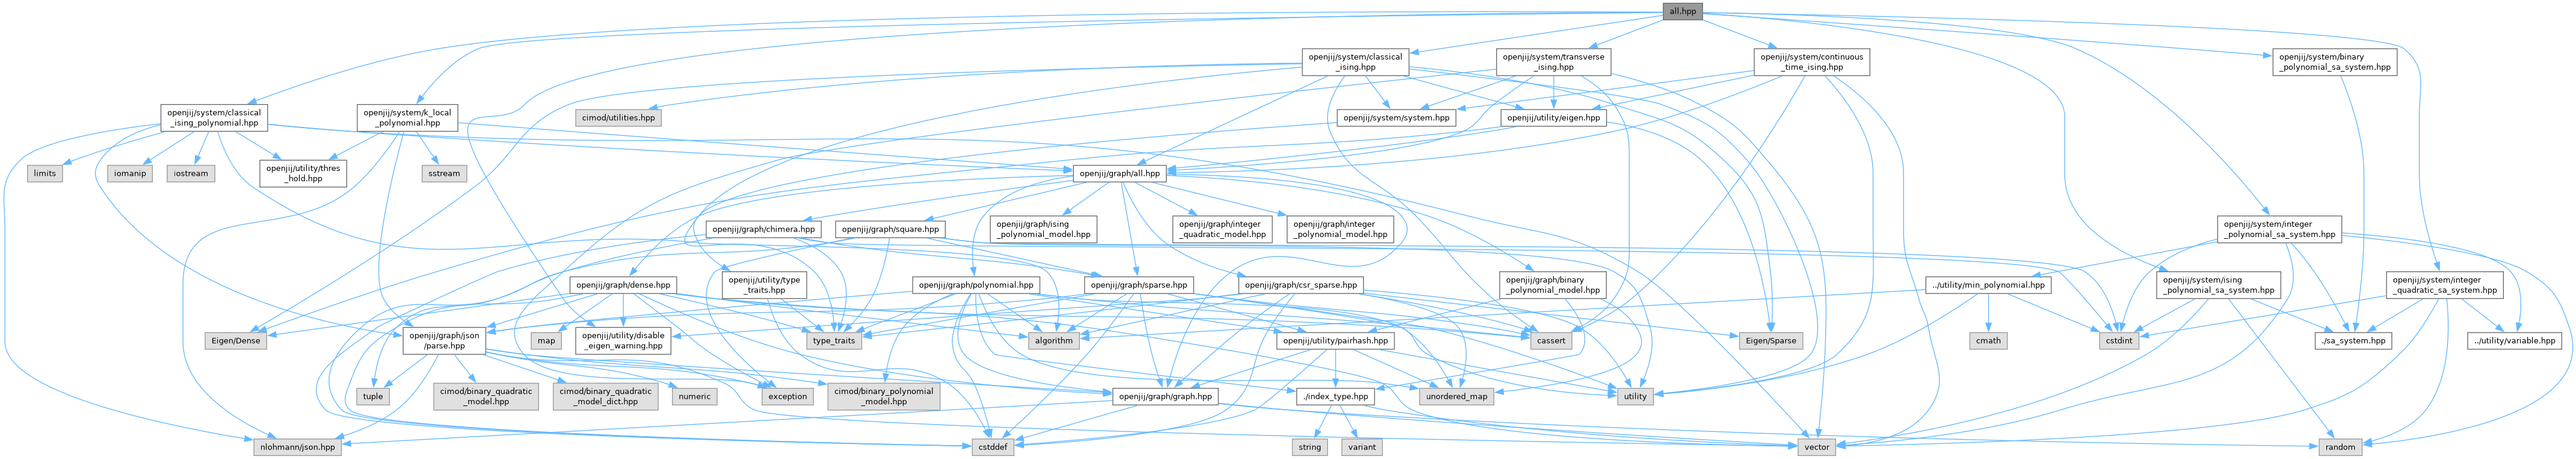 all.hpp
openjij/system/classical
_ising.hpp
openjij/system/transverse
_ising.hpp
openjij/system/continuous
_time_ising.hpp
openjij/system/binary
_polynomial_sa_system.hpp
openjij/system/classical
_ising_polynomial.hpp
openjij/system/k_local
_polynomial.hpp
cimod/utilities.hpp
openjij/system/system.hpp
openjij/utility/eigen.hpp
limits
iomanip
iostream
openjij/utility/thres
_hold.hpp
sstream
openjij/graph/all.hpp
openjij/graph/chimera.hpp
openjij/graph/square.hpp
openjij/graph/ising
_polynomial_model.hpp
openjij/graph/integer
_quadratic_model.hpp
openjij/graph/integer
_polynomial_model.hpp
openjij/system/integer
_polynomial_sa_system.hpp
openjij/graph/dense.hpp
openjij/utility/type
_traits.hpp
openjij/graph/polynomial.hpp
openjij/graph/sparse.hpp
openjij/graph/csr_sparse.hpp
openjij/graph/binary
_polynomial_model.hpp
../utility/min_polynomial.hpp
openjij/system/ising
_polynomial_sa_system.hpp
openjij/system/integer
_quadratic_sa_system.hpp
Eigen/Dense
openjij/graph/json
/parse.hpp
map
openjij/utility/disable
_eigen_warning.hpp
type_traits
algorithm
openjij/utility/pairhash.hpp
cassert
Eigen/Sparse
cmath
cstdint
./sa_system.hpp
../utility/variable.hpp
tuple
cimod/binary_quadratic
_model.hpp
cimod/binary_quadratic
_model_dict.hpp
numeric
exception
cimod/binary_polynomial
_model.hpp
openjij/graph/graph.hpp
./index_type.hpp
unordered_map
utility
nlohmann/json.hpp
cstddef
string
variant
vector
random